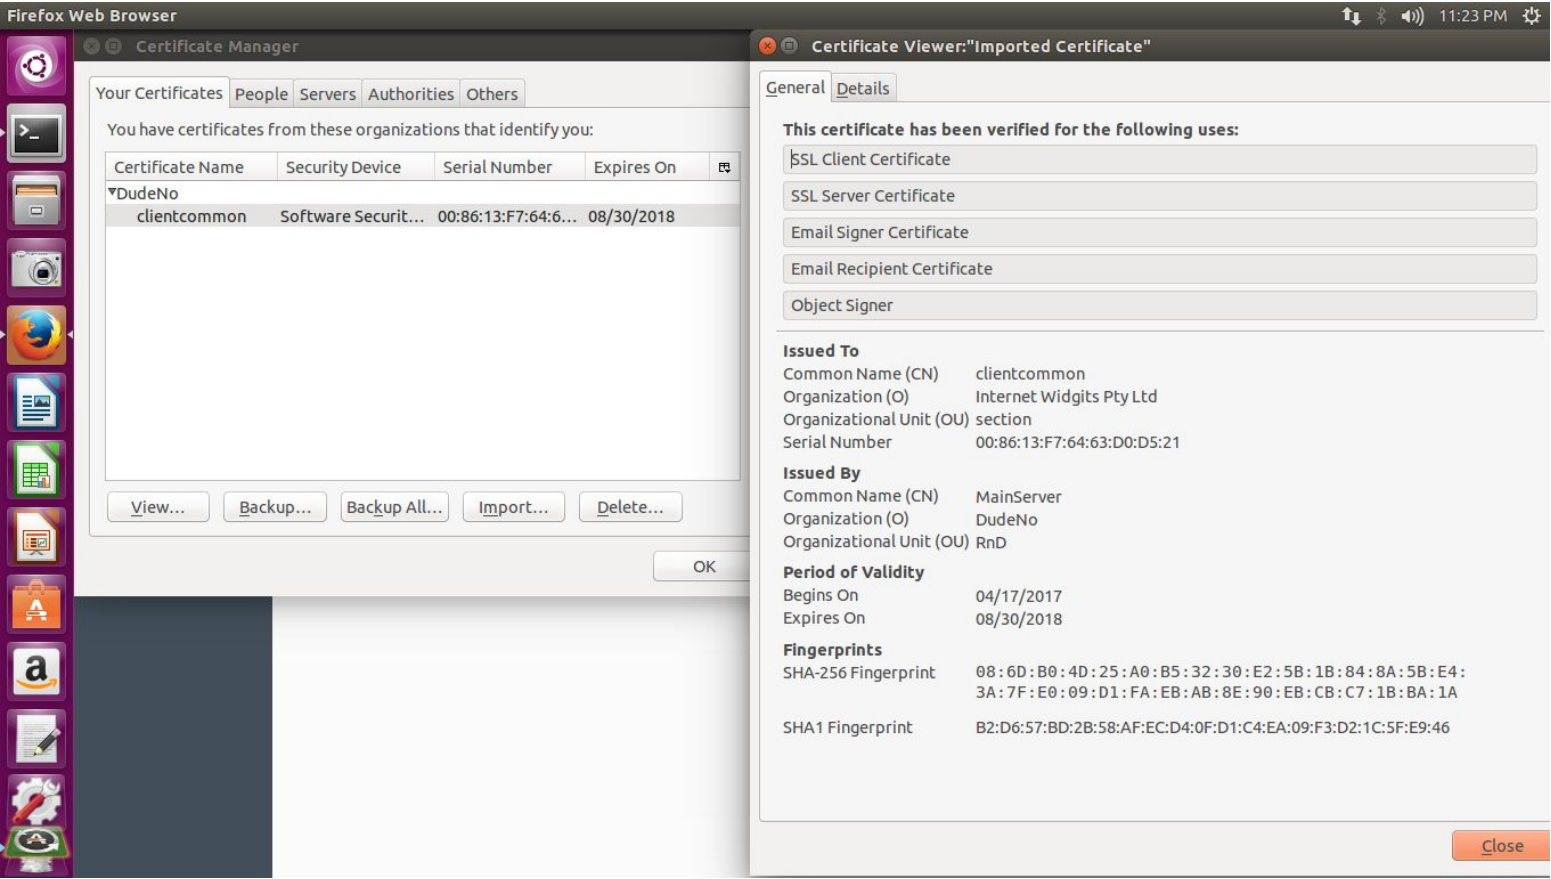 Firefox Web Browser
11:23 PM
Certificate Manager
Your Certificates People Servers Authorities Others
You have certificates from these organizations that identify you:
Certificate Name Security Device Serial Number Expires On
DudeNo
clientcommon Software Securit... 00:86:13:F7:64:6... 08/30/2018
View... Backup... Backup All... Import... Delete...
OK
Certificate Viewer:"Imported Certificate"
General Details
This certificate has been verified for the following uses:
SSL Client Certificate
SSL Server Certificate
Email Signer Certificate
Email Recipient Certificate
Object Signer
Issued To
Common Name (CN) clientcommon
Organization (O) Internet Widgits Pty Ltd
Organizational Unit (OU) section
Serial Number 00:86:13:F7:64:63:D0:D5:21
Issued By
Common Name (CN) MainServer
Organization (O) DudeNo
Organizational Unit (OU) RnD
Period of Validity
Begins On 04/17/2017
Expires On 08/30/2018
Fingerprints
SHA-256 Fingerprint 08:6D:B0:4D:25:A0:B5:32:30:E2:5B:1B:84:8A:5B:E4:
3A:7F:E0:09:D1:FA:EB:AB:8E:90:EB:CB:C7:1B:BA:1A
SHA1 Fingerprint B2:D6:57:BD:2B:58:AF:EC:D4:0F:D1:C4:EA:09:F3:D2:1C:5F:E9:46
Close